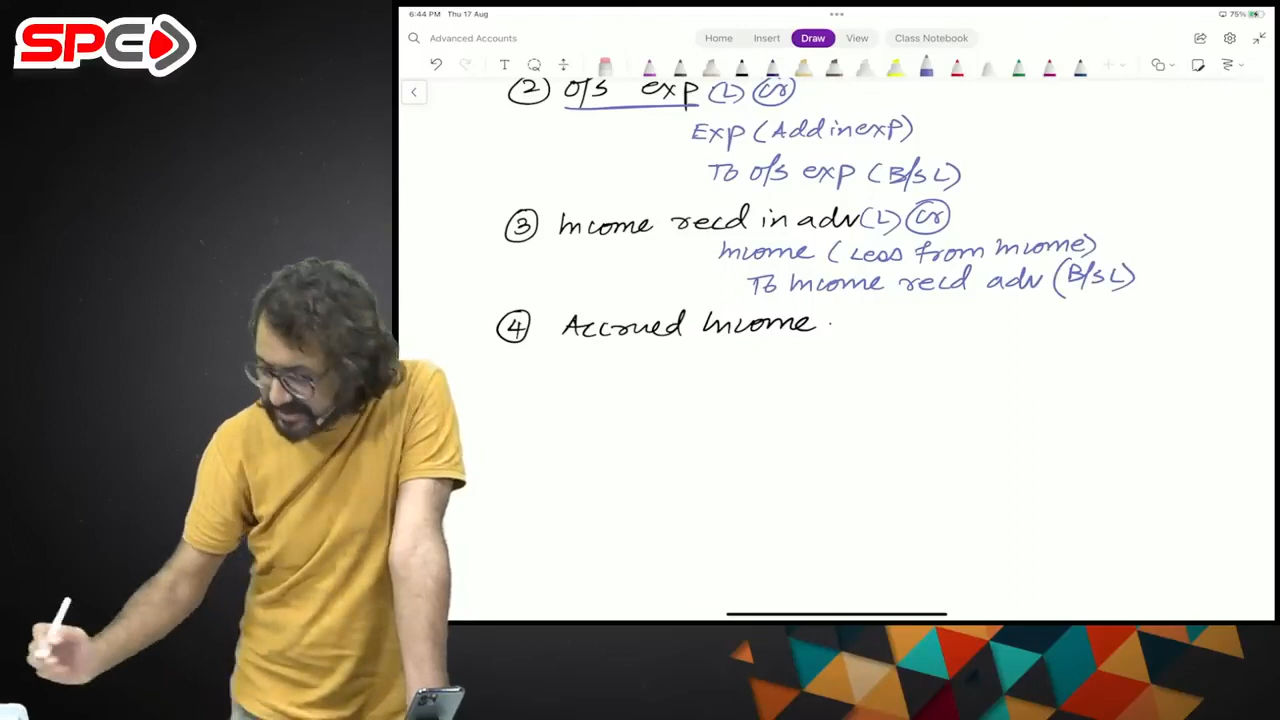 SPC
6:44 PM Thu 17 Aug
75%
Advanced Accounts
Home Insert Draw View Class Notebook
(2) O/s exp (L) (Cr)
Exp (Add in exp)
To O/s exp (B/S L)
(3) Income recd in adv (L) (Cr)
Income (Less from Income)
To Income recd adv (B/S L)
(4) Accrued Income